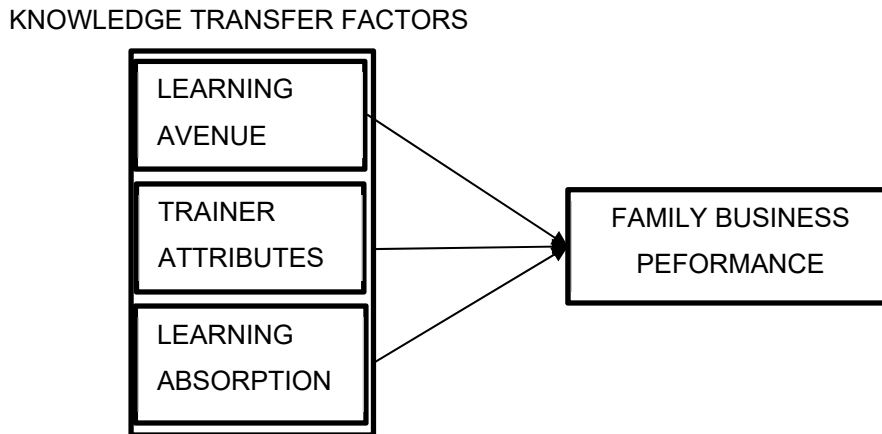 KNOWLEDGE TRANSFER FACTORS
LEARNING
AVENUE
TRAINER
ATTRIBUTES
LEARNING
ABSORPTION
FAMILY BUSINESS
PEFORMANCE